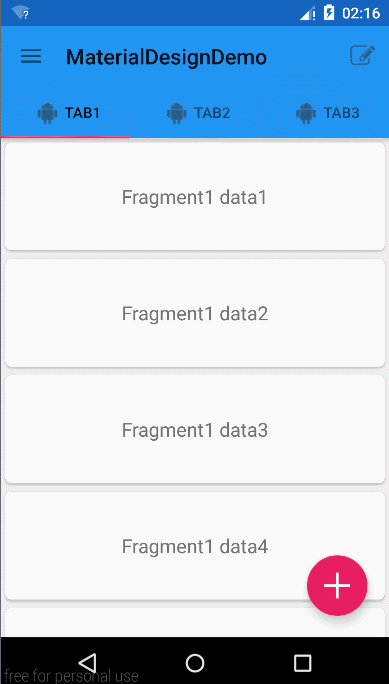 ?
02:16
MaterialDesignDemo
TAB1 TAB2 TAB3
Fragment1 data1
Fragment1 data2
Fragment1 data3
Fragment1 data4
free for personal use